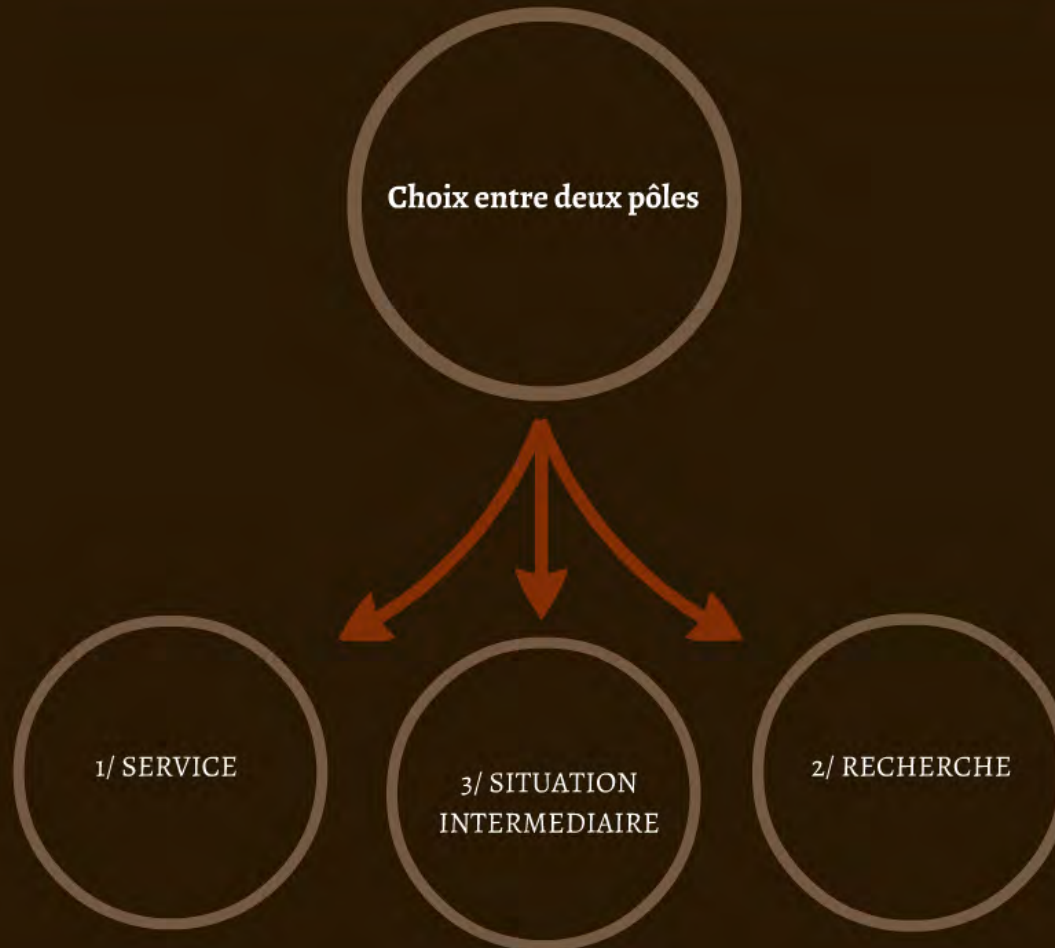 Choix entre deux pôles
1/ SERVICE
3/ SITUATION
INTERMEDIAIRE
2/ RECHERCHE